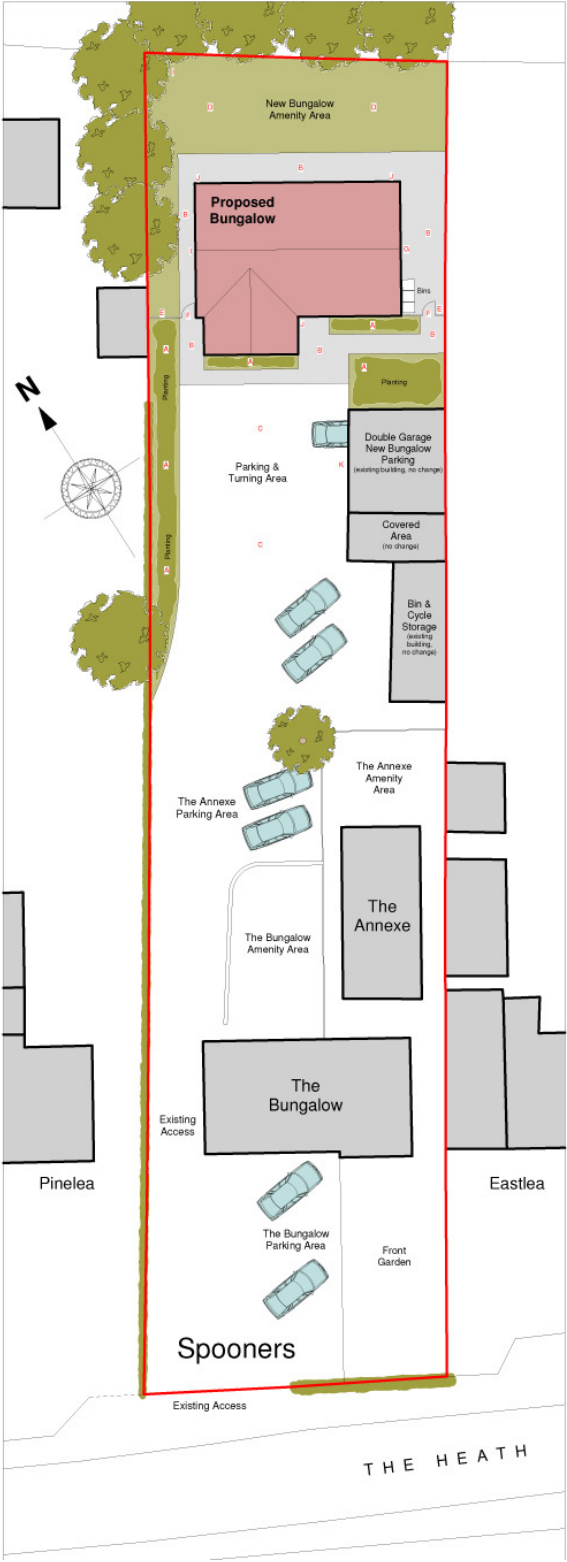 New Bungalow
Amenity Area
D
D
B
J
J
Proposed
Bungalow
B
B
I
G
Bins
E
F
F
E
A
J
A
B
B
B
A
A
Planting
Planting
N
C
Double Garage
New Bungalow
Parking
(existing building, no change)
Parking &
Turning Area
K
A
Covered
Area
(no change)
C
Planting
A
Bin &
Cycle
Storage
(existing
building,
no change)
The Annexe
Amenity
Area
The Annexe
Parking Area
The
Annexe
The Bungalow
Amenity Area
The
Bungalow
Existing
Access
Pinelea
Eastlea
The Bungalow
Parking Area
Front
Garden
Spooners
Existing Access
THE HEATH